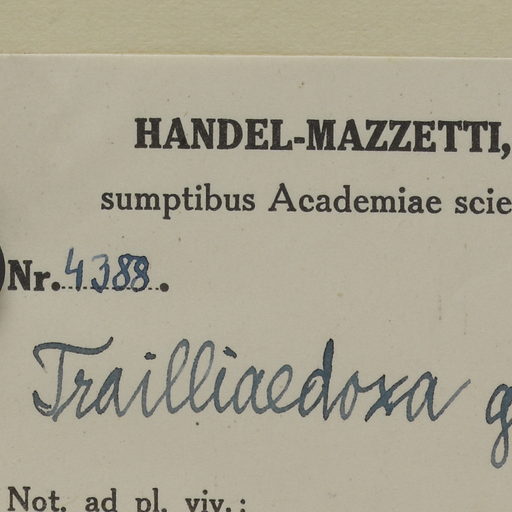 HANDEL-MAZZETTI,
sumptibus Academiae scie
Nr. 4388.
Trailliaedoxa g
Not. ad pl. viv.: